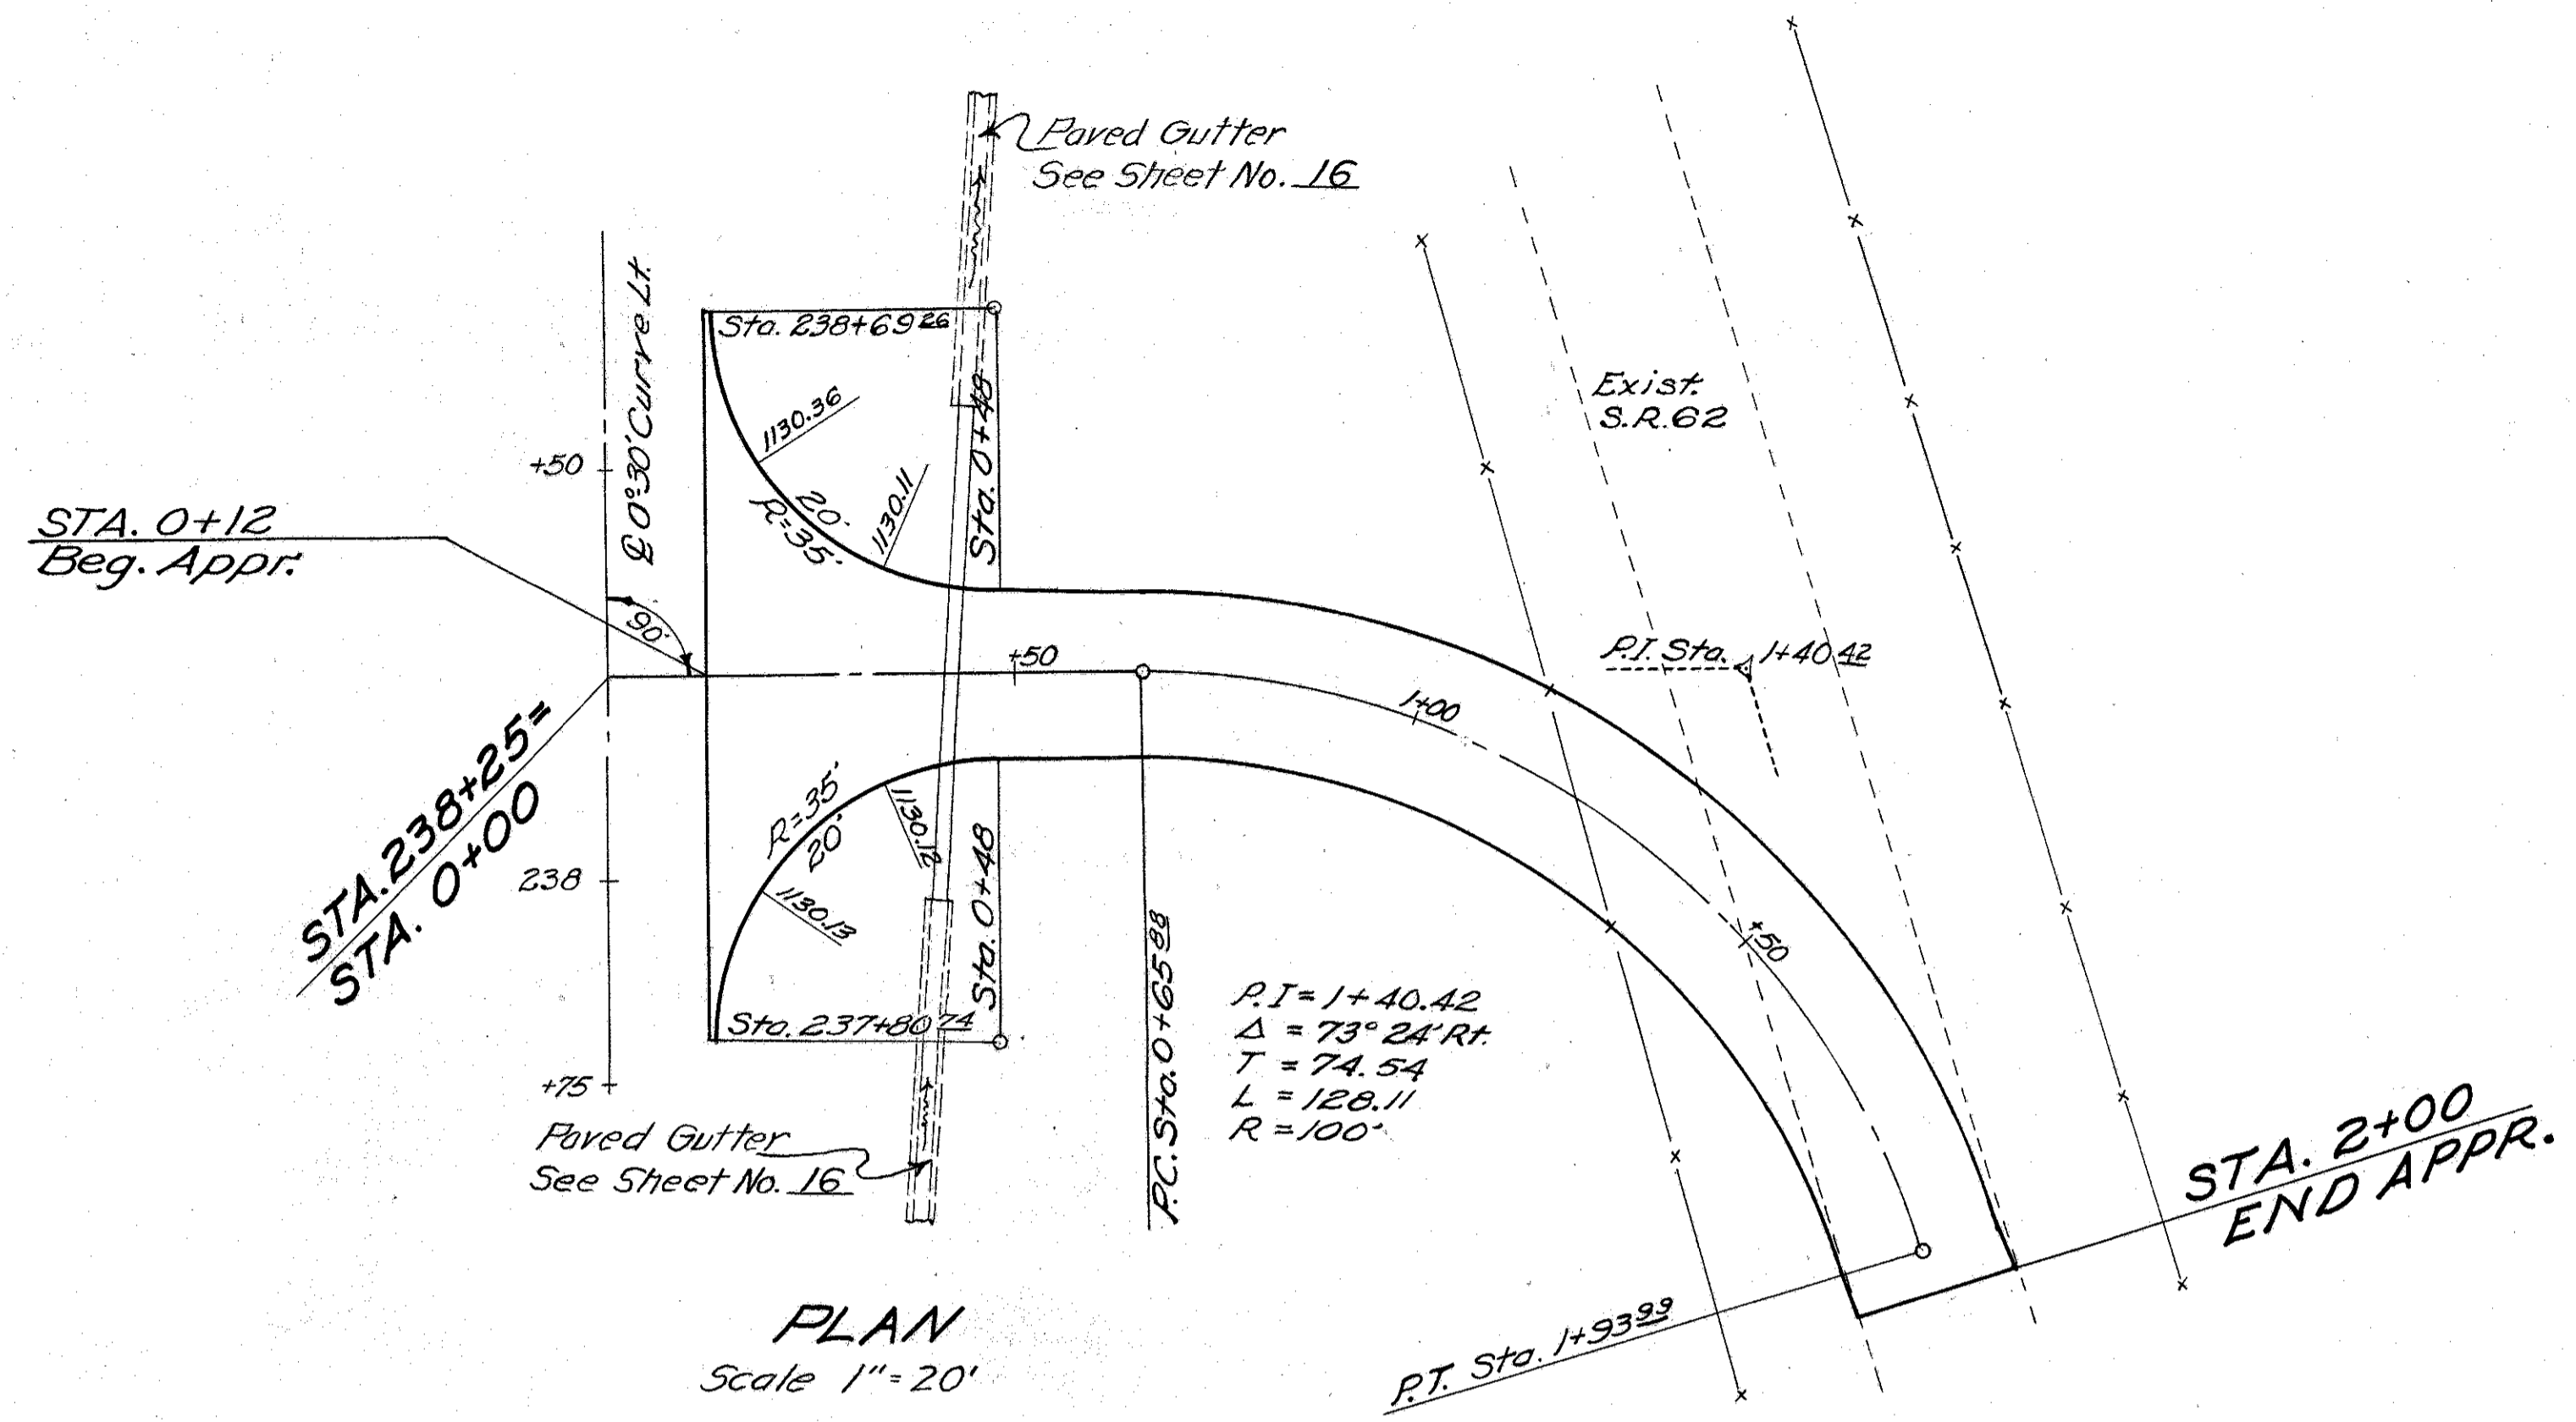 Paved Gutter
See Sheet No. 16
℄ 0°30' Curve Lt.
Sta. 238+69 26
1130.36
20'
R=35'
1130.11
Sta. 0+48
+50
STA. 0+12
Beg. Appr.
90°
Exist.
S.R. 62
+50
P.I. Sta. 1+40 42
1+00
STA. 238+25=
STA. 0+00
R=35'
20'
1130.12
1130.13
238
Sta. 0+48
Sta. 237+80 74
+75
P.C. Sta. 0+65 88
+50
P.I = 1+40.42
Δ = 73° 24' Rt.
T = 74.54
L = 128.11
R = 100'
Paved Gutter
See Sheet No. 16
STA. 2+00
END APPR.
P.T. Sta. 1+93 99
PLAN
Scale 1" = 20'